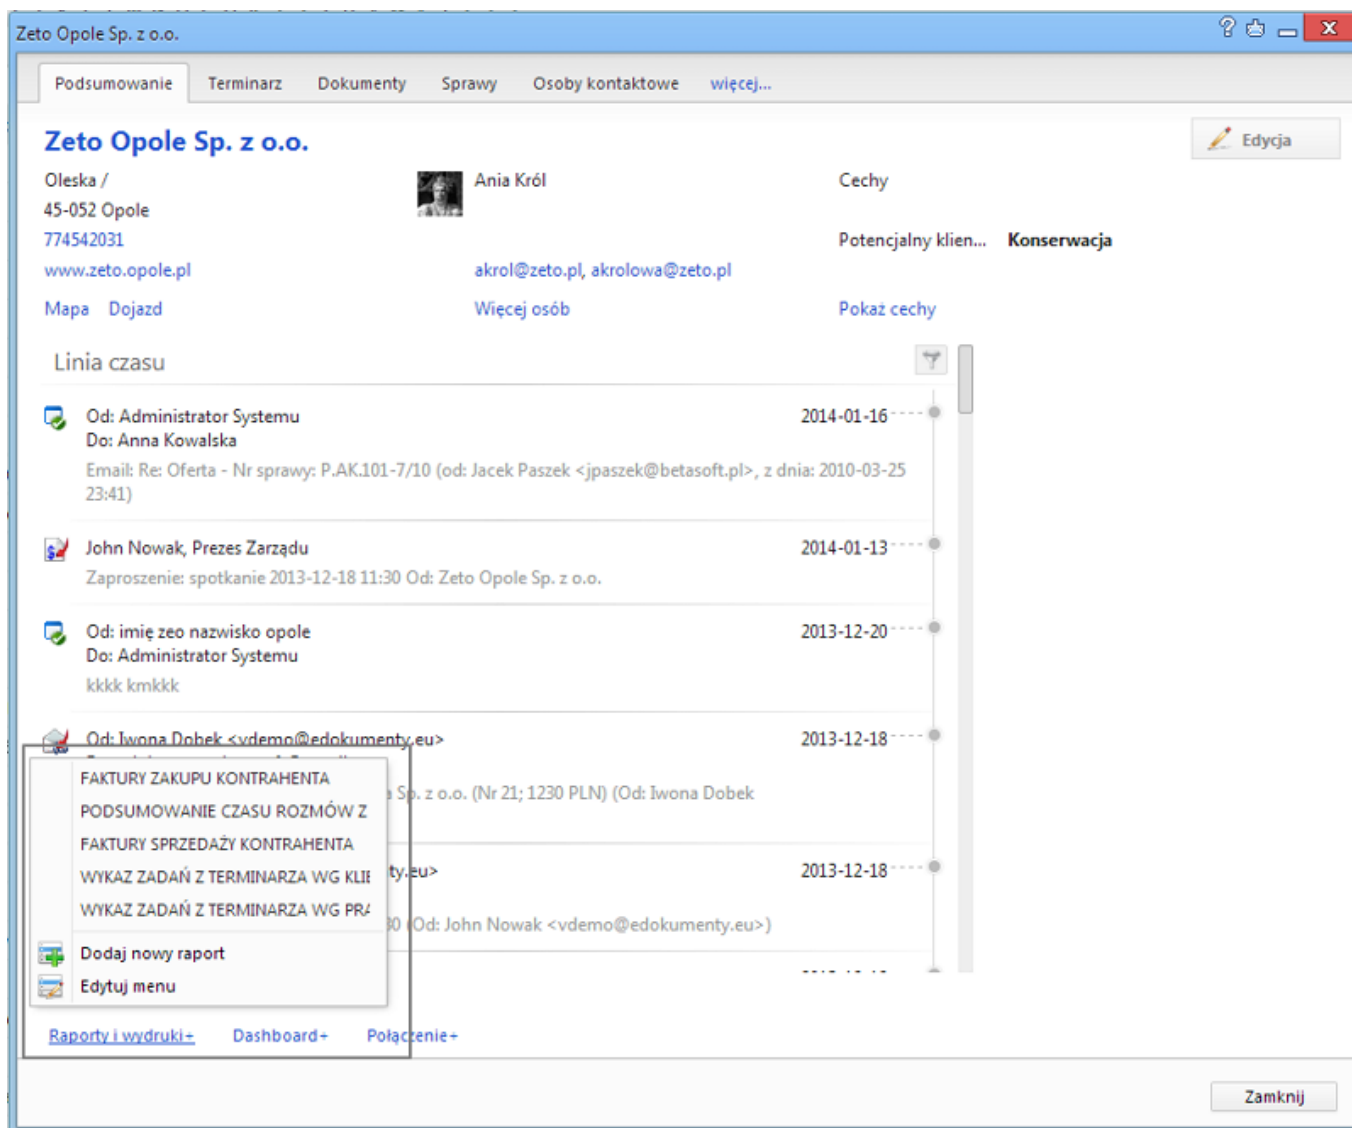 Zeto Opole Sp. z o.o.
Podsumowanie Terminarz Dokumenty Sprawy Osoby kontaktowe więcej...
Zeto Opole Sp. z o.o.
Edycja
Oleska / Ania Król Cechy
45-052 Opole
774542031 Potencjalny klien... Konserwacja
www.zeto.opole.pl akrol@zeto.pl, akrolowa@zeto.pl
Mapa Dojazd Więcej osób Pokaż cechy
Linia czasu
Od: Administrator Systemu 2014-01-16
Do: Anna Kowalska
Email: Re: Oferta - Nr sprawy: P.AK.101-7/10 (od: Jacek Paszek <jpaszek@betasoft.pl>, z dnia: 2010-03-25
23:41)
John Nowak, Prezes Zarządu 2014-01-13
Zaproszenie: spotkanie 2013-12-18 11:30 Od: Zeto Opole Sp. z o.o.
Od: imię zeo nazwisko opole 2013-12-20
Do: Administrator Systemu
kkkk kmkkk
Od: Iwona Dobek <vdemo@edokumenty.eu> 2013-12-18
FAKTURY ZAKUPU KONTRAHENTA
Sp. z o.o. (Nr 21; 1230 PLN) (Od: Iwona Dobek
PODSUMOWANIE CZASU ROZMÓW Z
FAKTURY SPRZEDAŻY KONTRAHENTA
WYKAZ ZADAŃ Z TERMINARZA WG KLIE
ty.eu> 2013-12-18
WYKAZ ZADAŃ Z TERMINARZA WG PRA
30 (Od: John Nowak <vdemo@edokumenty.eu>)
Dodaj nowy raport
Edytuj menu
Raporty i wydruki+ Dashboard+ Połączenie+
Zamknij